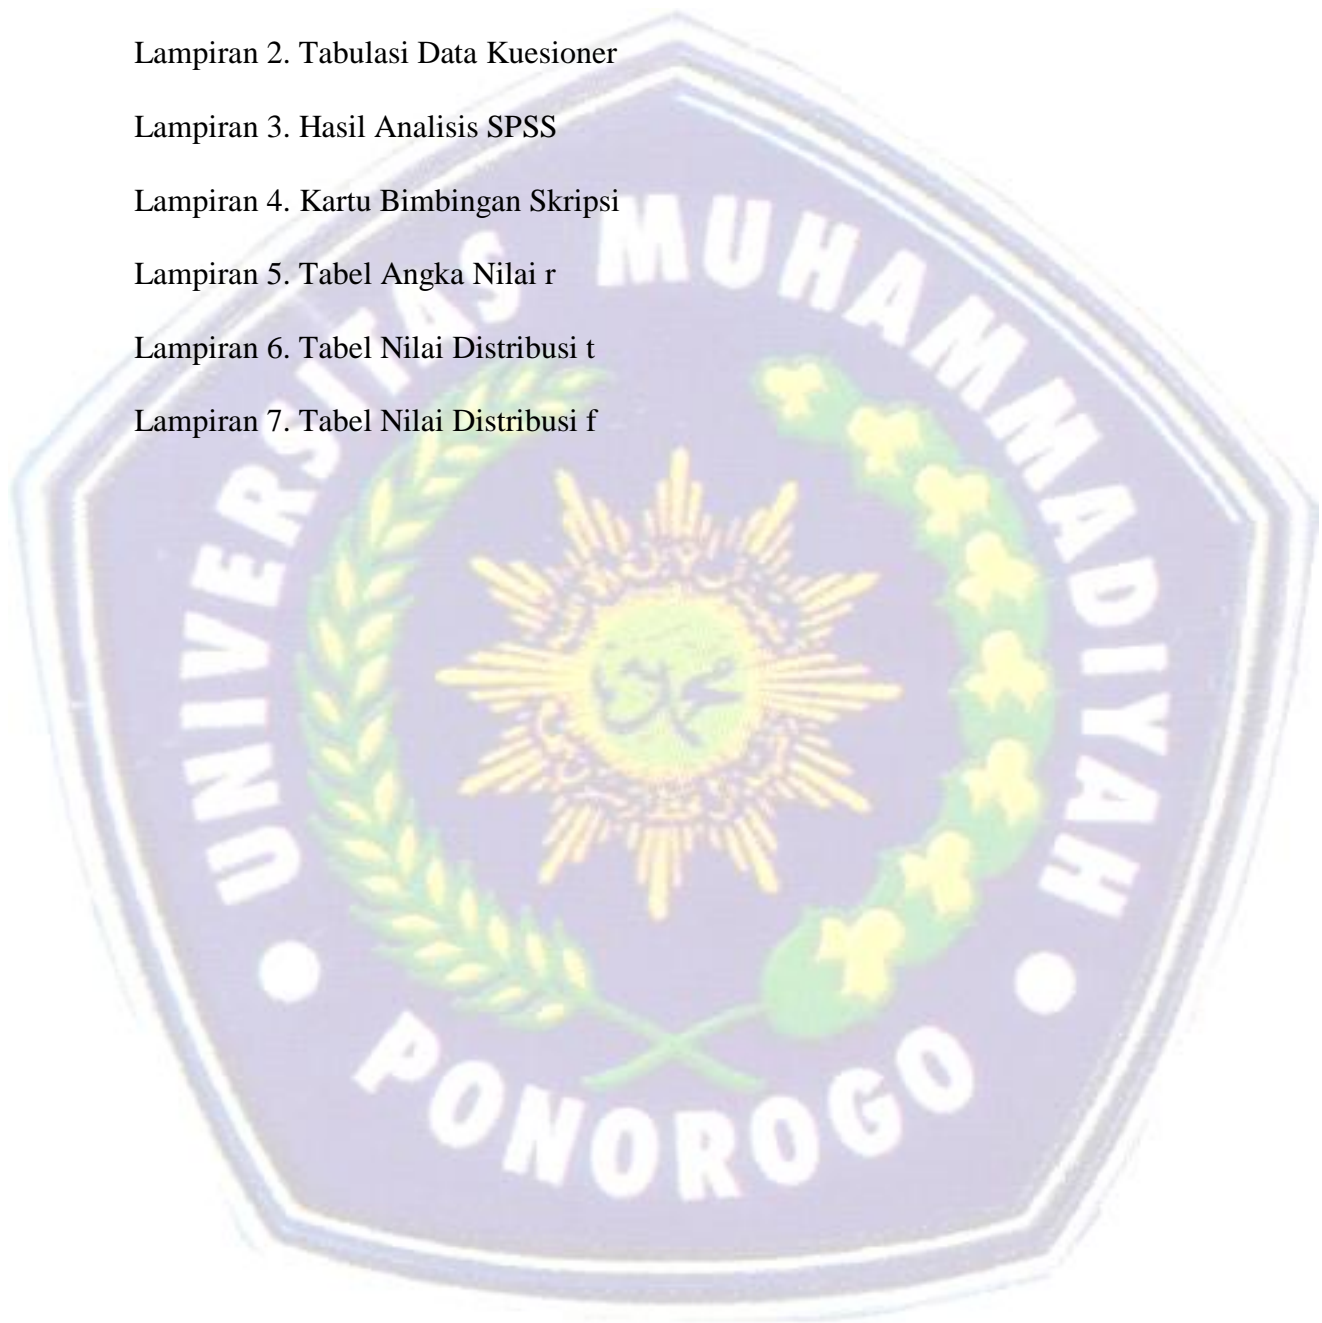 Lampiran 2. Tabulasi Data Kuesioner
Lampiran 3. Hasil Analisis SPSS
Lampiran 4. Kartu Bimbingan Skripsi
Lampiran 5. Tabel Angka Nilai r
Lampiran 6. Tabel Nilai Distribusi t
Lampiran 7. Tabel Nilai Distribusi f
UNIVERSITAS MUHAMMADIYAH
PONOROGO